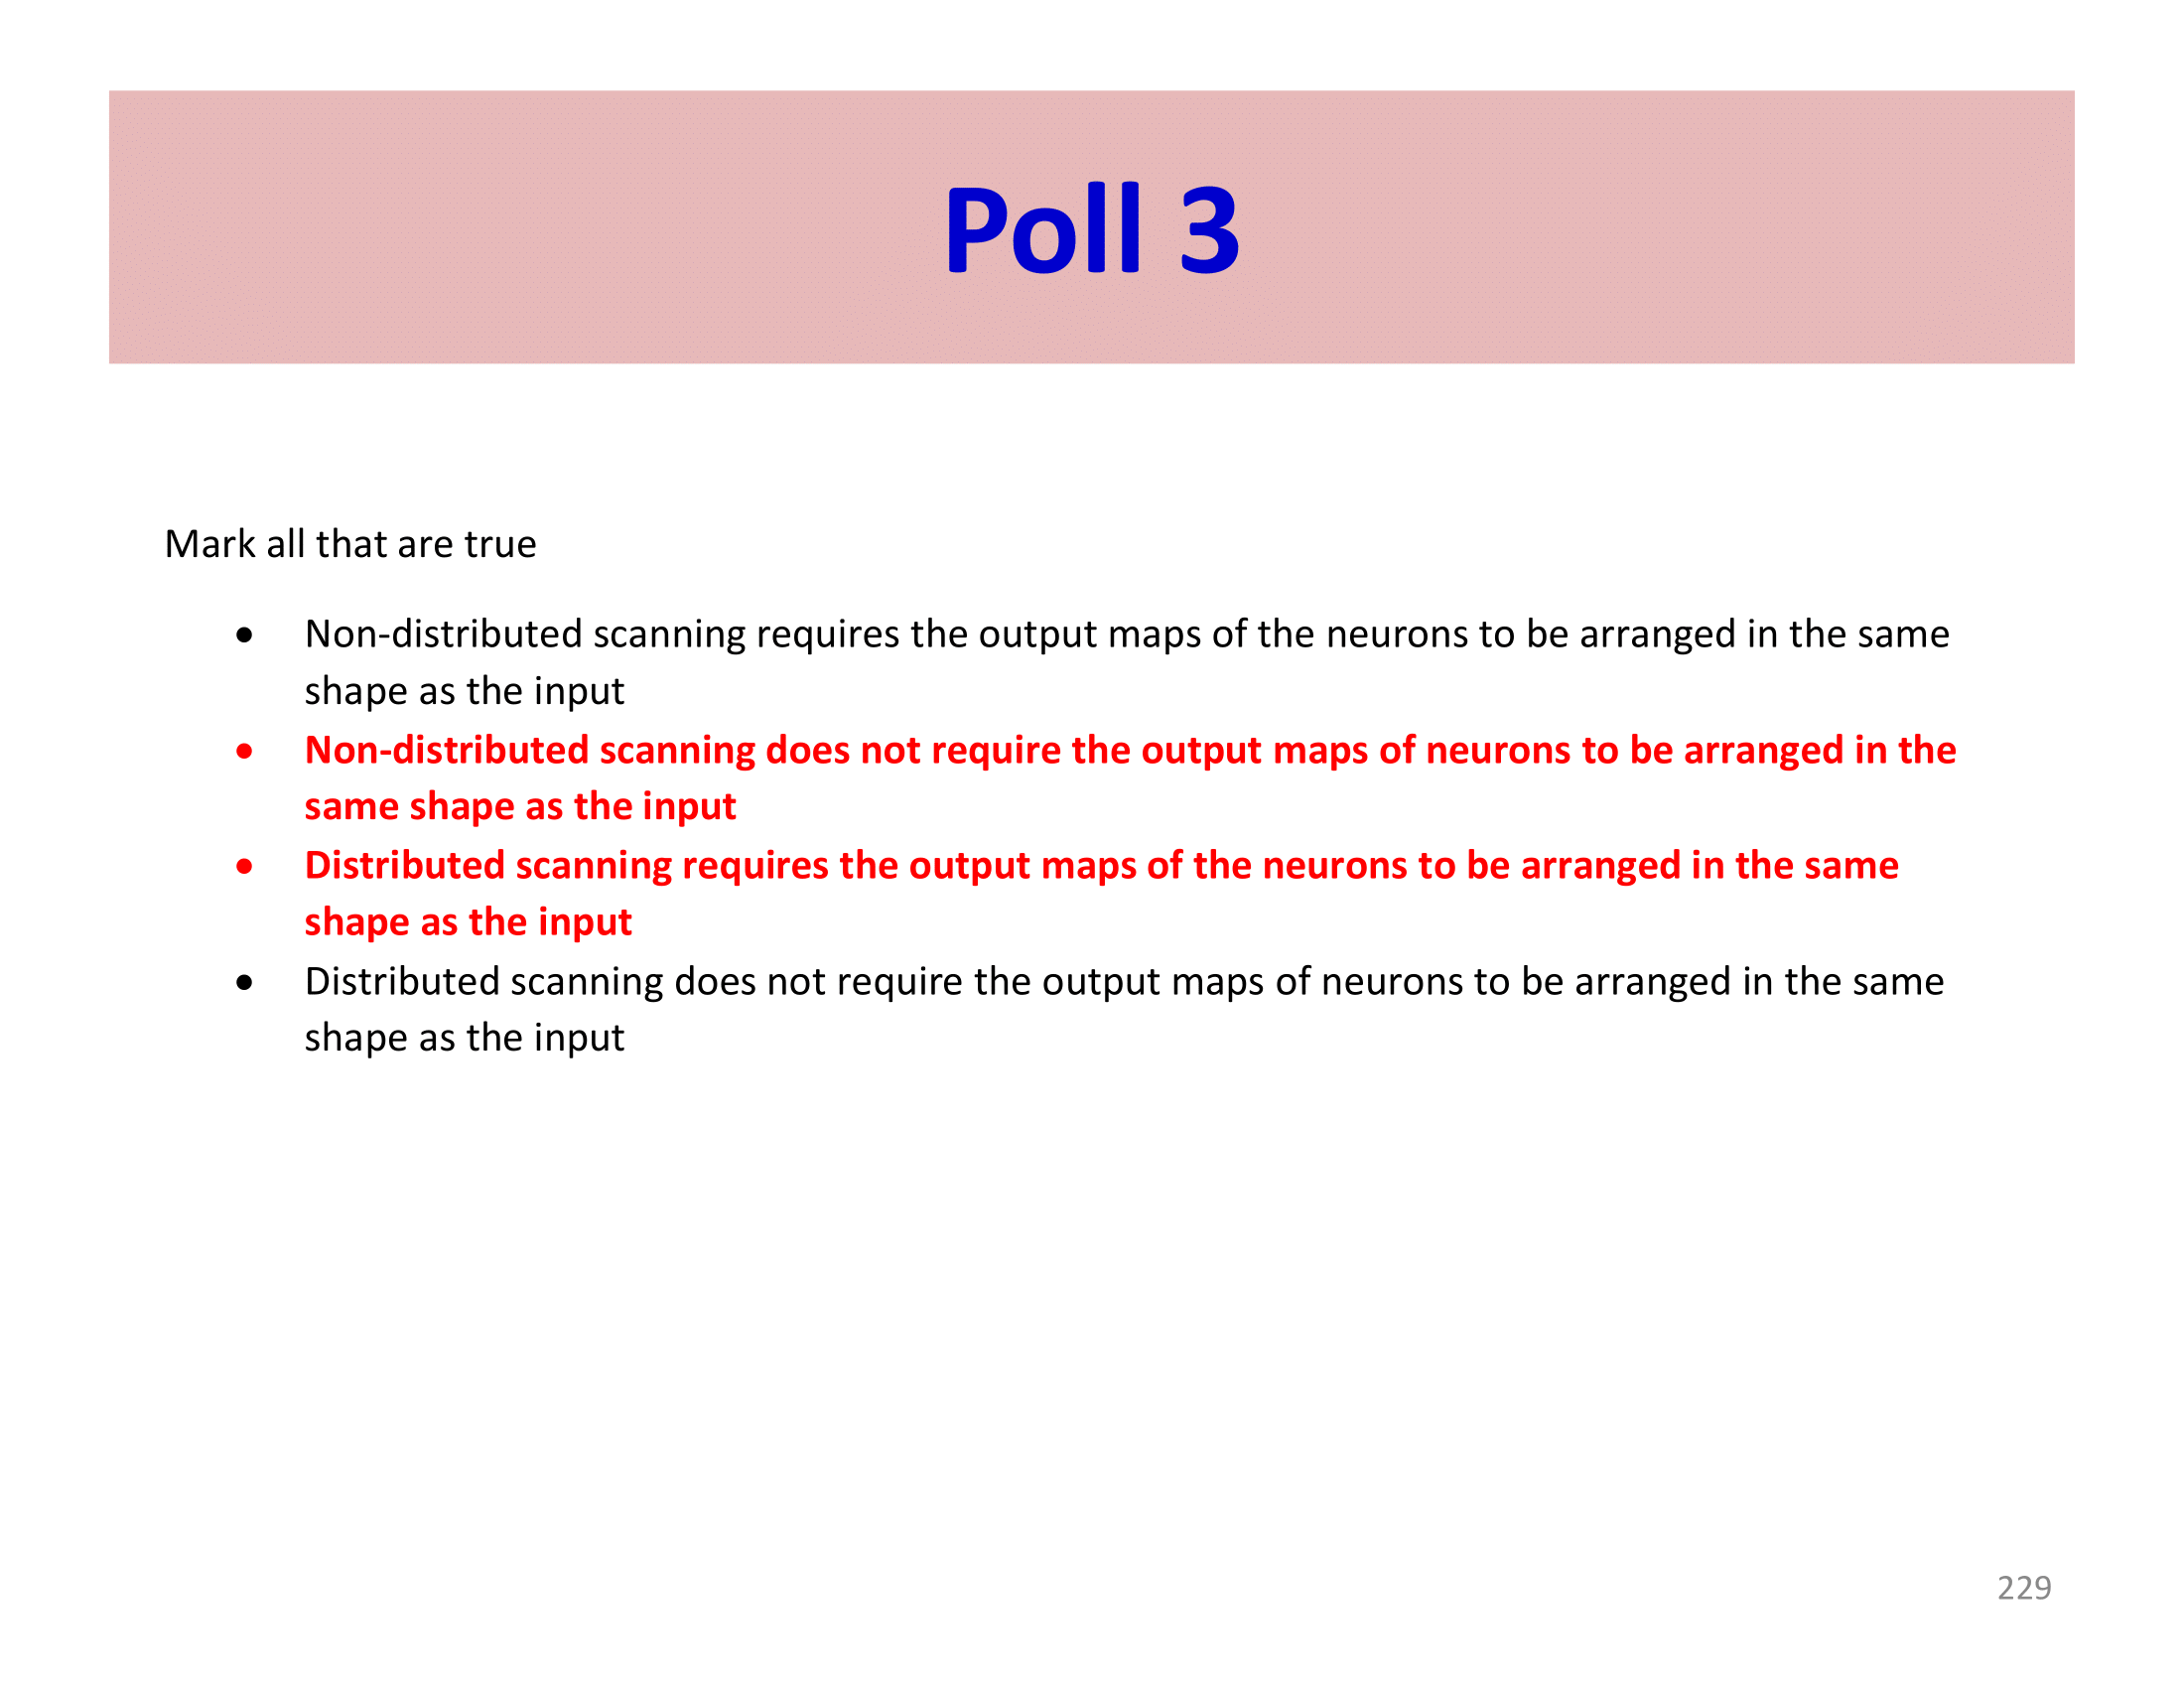 Poll 3
Mark all that are true
● Non-distributed scanning requires the output maps of the neurons to be arranged in the same
shape as the input
● Non-distributed scanning does not require the output maps of neurons to be arranged in the
same shape as the input
● Distributed scanning requires the output maps of the neurons to be arranged in the same
shape as the input
● Distributed scanning does not require the output maps of neurons to be arranged in the same
shape as the input
229